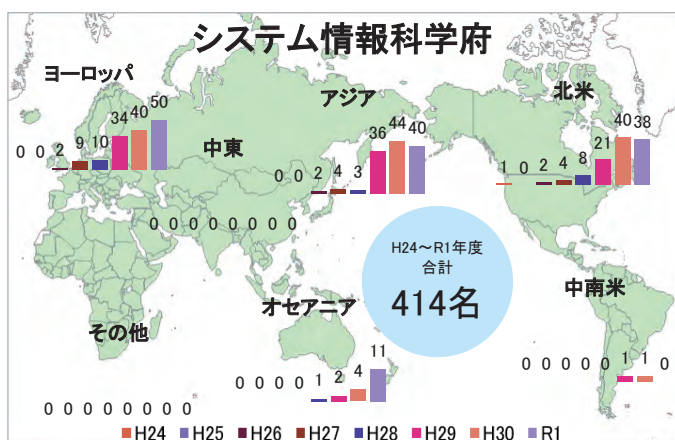 システム情報科学府
ヨーロッパ
0 0 2 9 10 34 40 50
中東
0 0 0 0 0 0 0 0
アジア
0 0 2 4 3 36 44 40
北米
1 0 2 4 8 21 40 38
H24～R1年度
合計
414名
オセアニア
0 0 0 0 1 2 4 11
中南米
0 0 0 0 0 1 1 0
その他
0 0 0 0 0 0 0 0
H24 H25 H26 H27 H28 H29 H30 R1